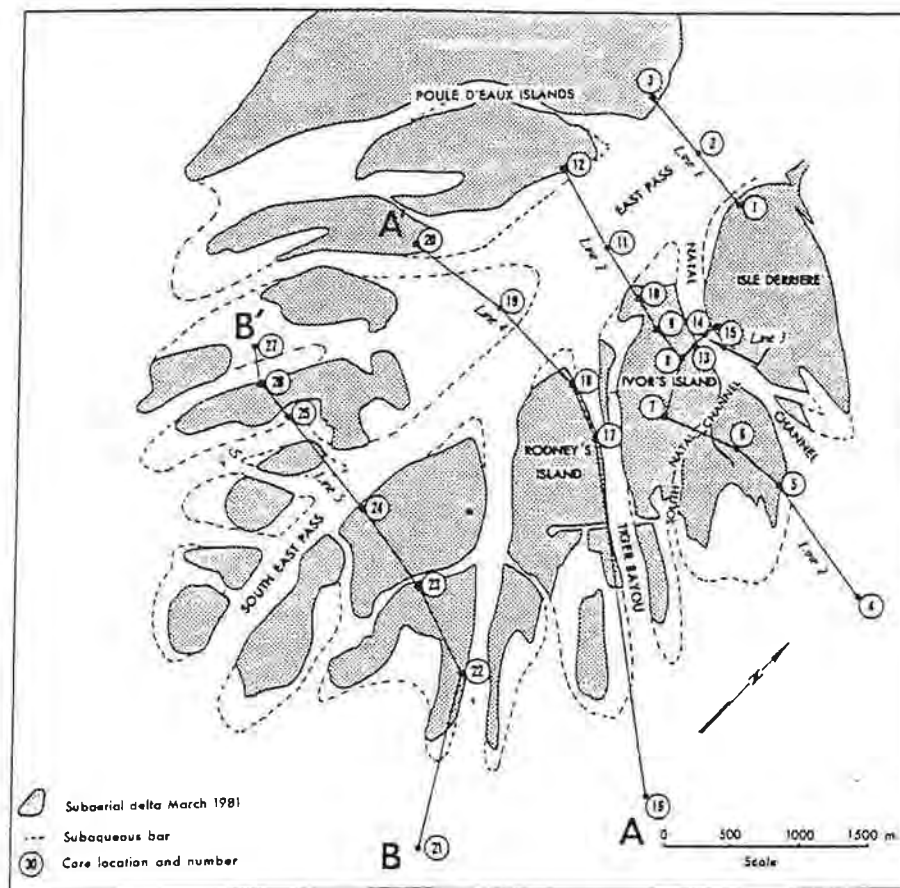 3
POULE D'EAUX ISLANDS
2
Line 1
12
EAST PASS
1
A'
20
11
NATAL
ISLE DERRIERE
Line 2
19
10
Line 4
B'
9
14
15
Line 3
27
8
13
18
IVOR'S ISLAND
26
7
25
CHANNEL
RODNEY'S
ISLAND
17
6
SOUTH NATAL CHANNEL
5
Line 5
24
SOUTH EAST PASS
TIGER BAYOU
Line 2
23
4
22
N
16
A
Subaerial delta March 1981
Subaqueous bar
30 Core location and number
B
21
0 500 1000 1500 m.
Scale